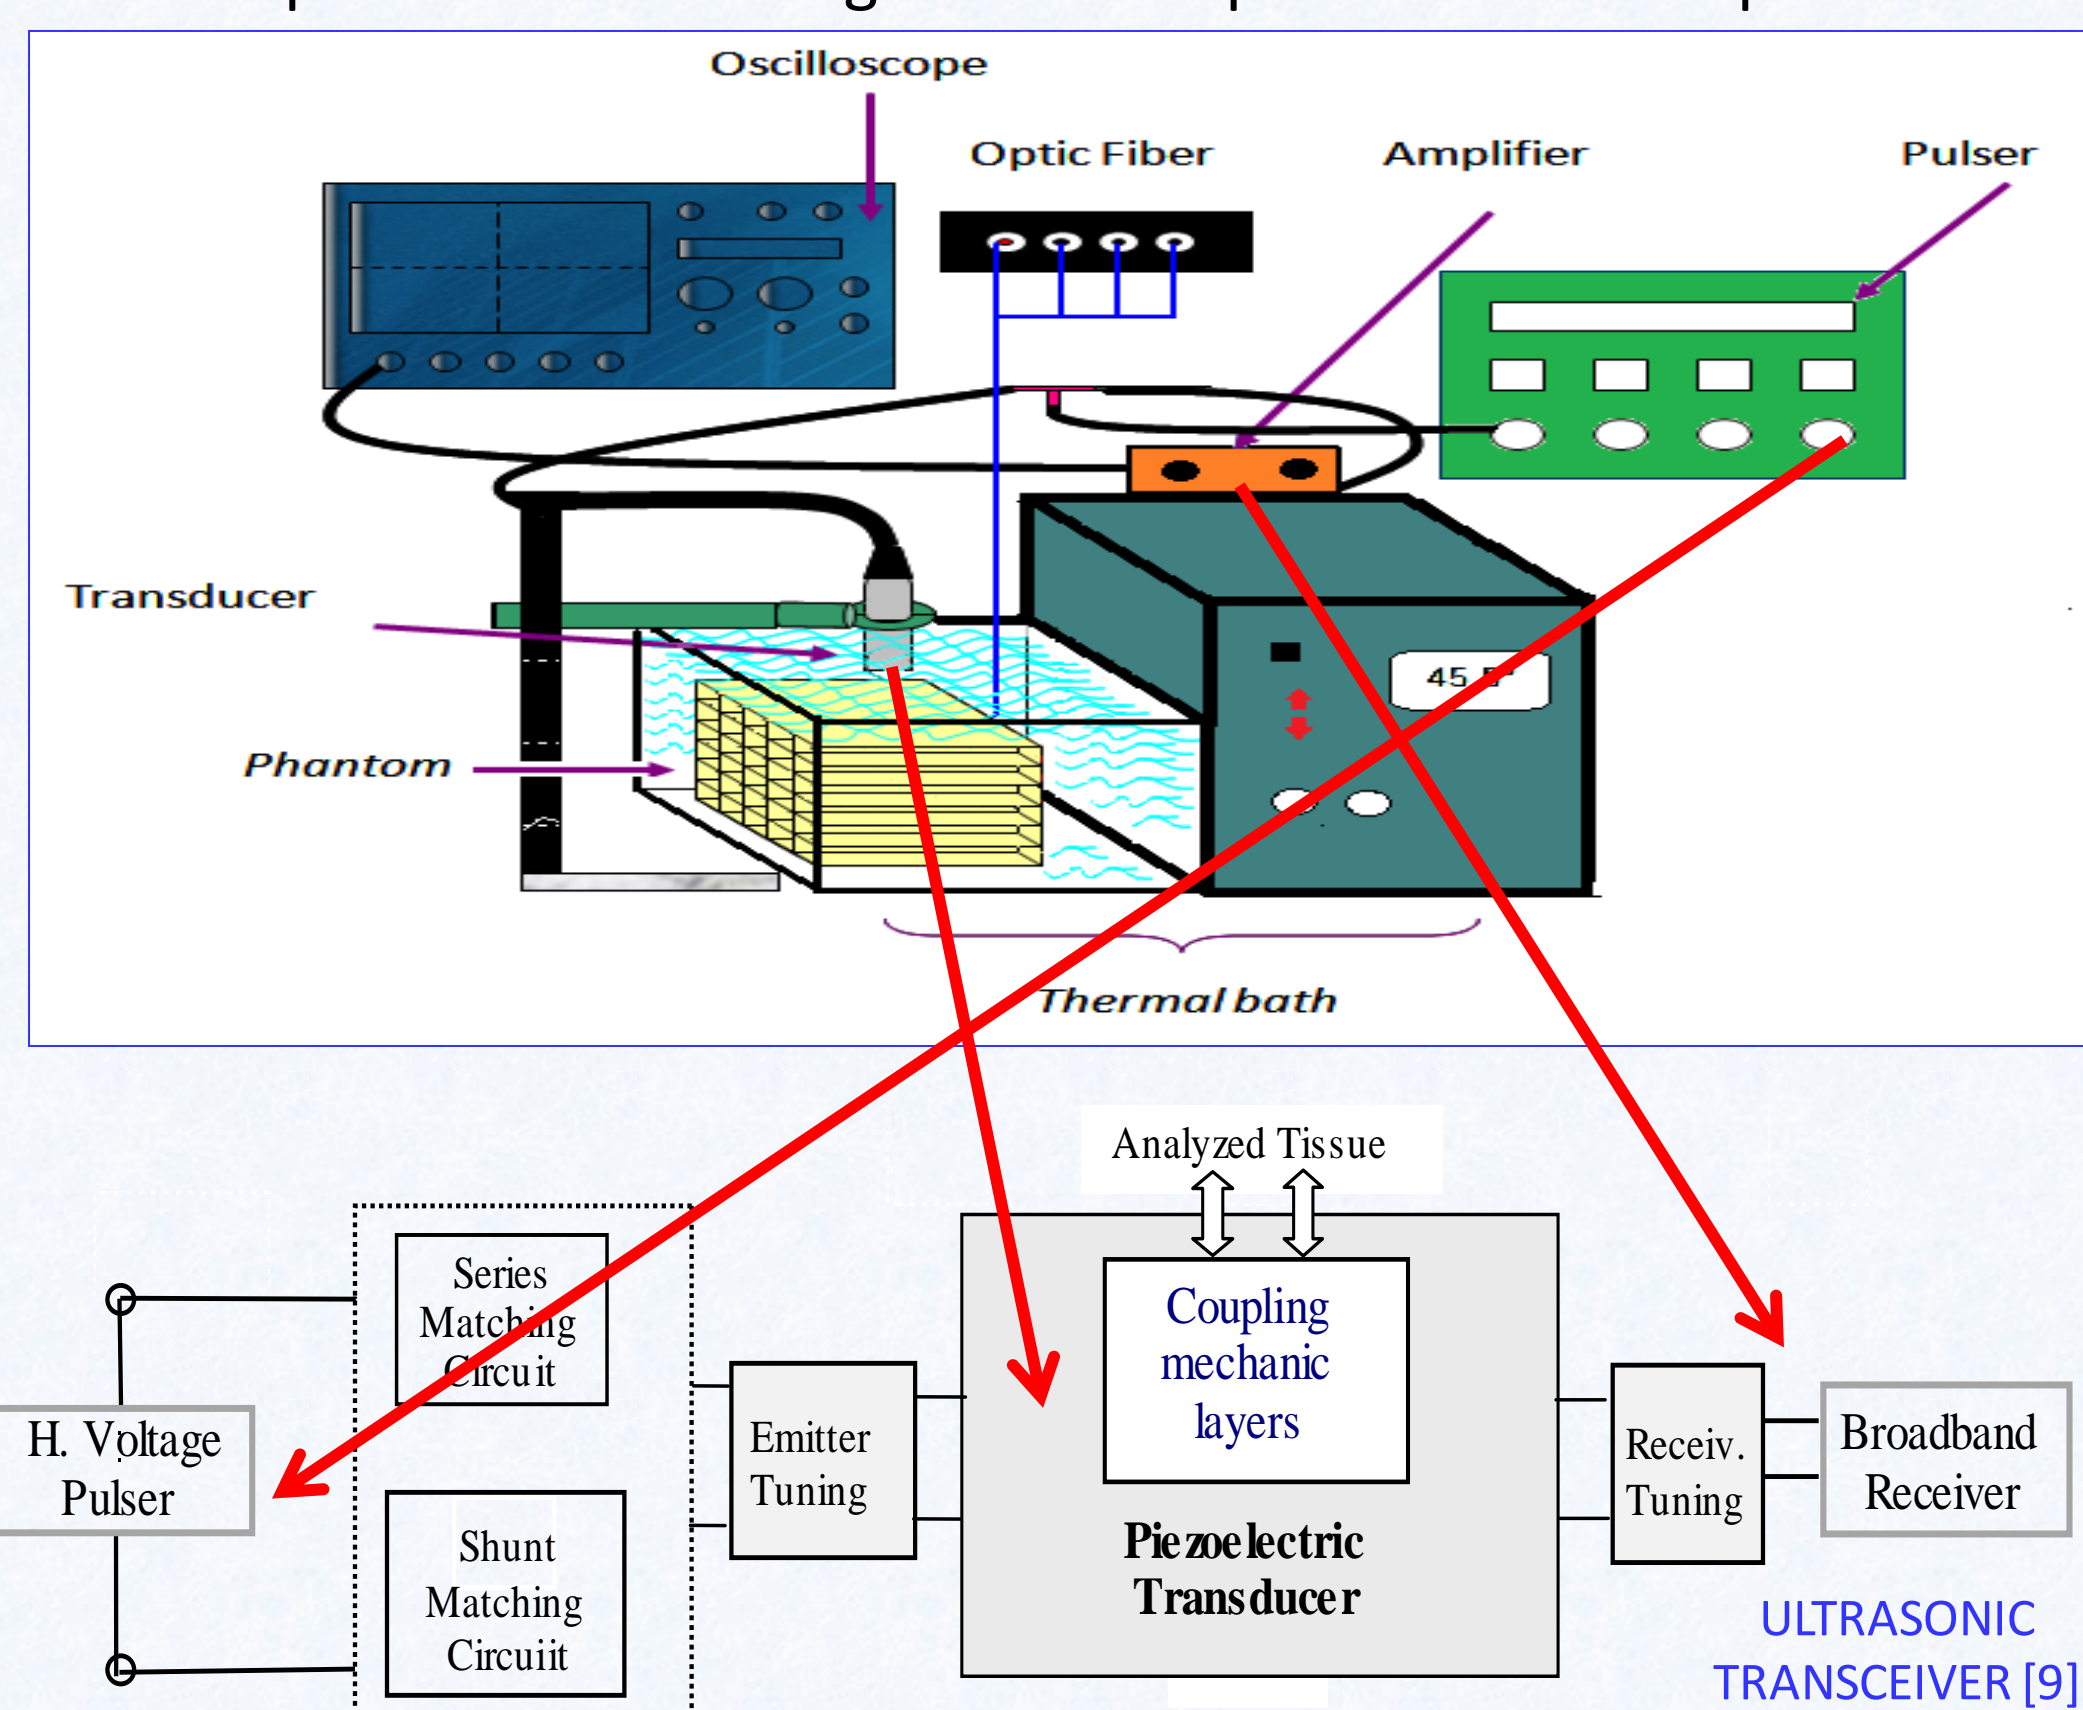 Oscilloscope
Optic Fiber
Amplifier
Pulser
Transducer
45
Phantom
Thermal bath
Analyzed Tissue
Series
Matching
Circuit
Coupling
mechanic
layers
H. Voltage
Pulser
Emitter
Tuning
Receiv.
Tuning
Broadband
Receiver
Shunt
Matching
Circuiit
Piezoelectric
Transducer
ULTRASONIC
TRANSCEIVER [9]